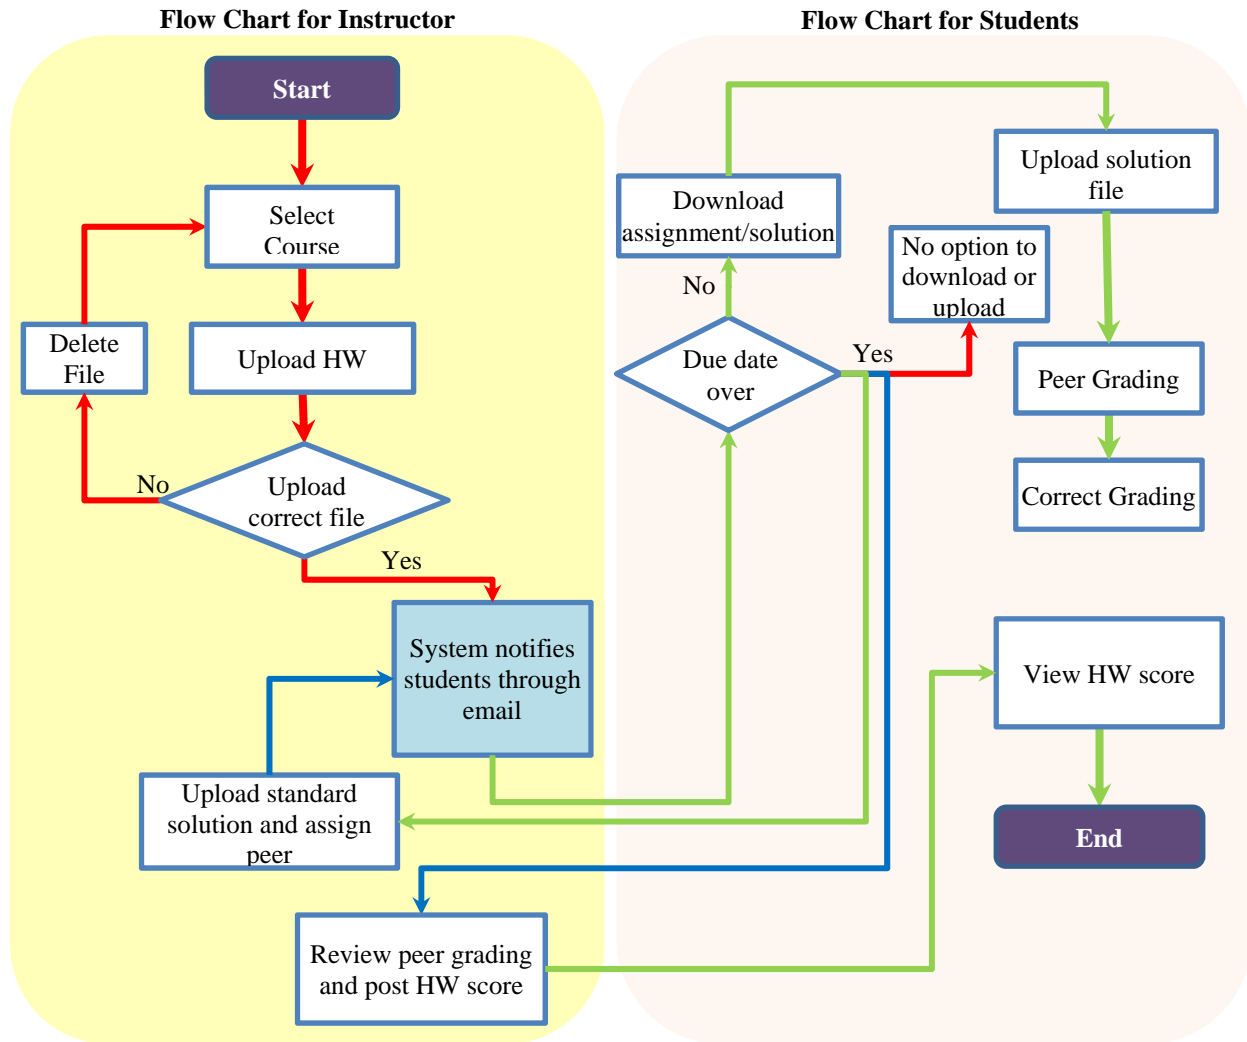 Flow Chart for Instructor
Start
Select
Course
Upload HW
Delete
File
Upload
correct file
No
Yes
System notifies
students through
email
Upload standard
solution and assign
peer
Review peer grading
and post HW score
Flow Chart for Students
Download
assignment/solution
No
Due date
over
Yes
No option to
download or
upload
Upload solution
file
Peer Grading
Correct Grading
View HW score
End